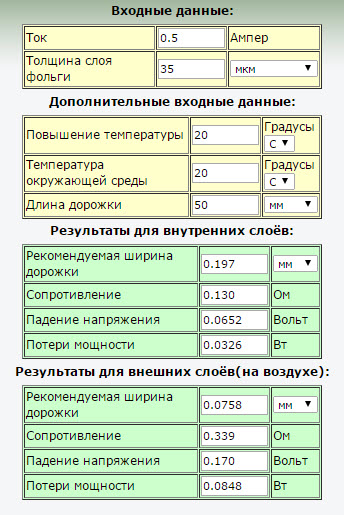 Входные данные:
Ток 0.5 Ампер
Толщина слоя
фольги 35 мкм
Дополнительные входные данные:
Повышение температуры 20 Градусы
C
Температура
окружающей среды 20 Градусы
C
Длина дорожки 50 мм
Результаты для внутренних слоёв:
Рекомендуемая ширина
дорожки 0.197 мм
Сопротивление 0.130 Ом
Падение напряжения 0.0652 Вольт
Потери мощности 0.0326 Вт
Результаты для внешних слоёв(на воздухе):
Рекомендуемая ширина
дорожки 0.0758 мм
Сопротивление 0.339 Ом
Падение напряжения 0.170 Вольт
Потери мощности 0.0848 Вт